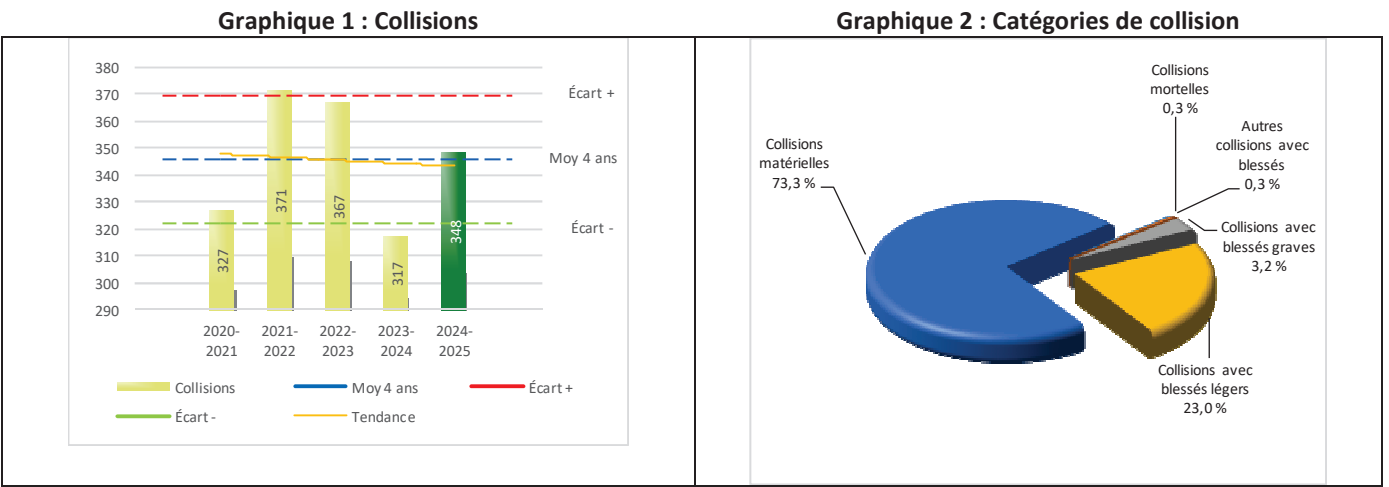 Graphique 1 : Collisions
380
370
360
350
340
330
320
310
300
290
Écart +
Moy 4 ans
Écart -
327
371
367
317
348
2020-
2021
2021-
2022
2022-
2023
2023-
2024
2024-
2025
Collisions
Moy 4 ans
Écart +
Écart -
Tendance
Graphique 2 : Catégories de collision
Collisions
matérielles
73,3 %
Collisions
mortelles
0,3 %
Autres
collisions avec
blessés
0,3 %
Collisions avec
blessés graves
3,2 %
Collisions avec
blessés légers
23,0 %